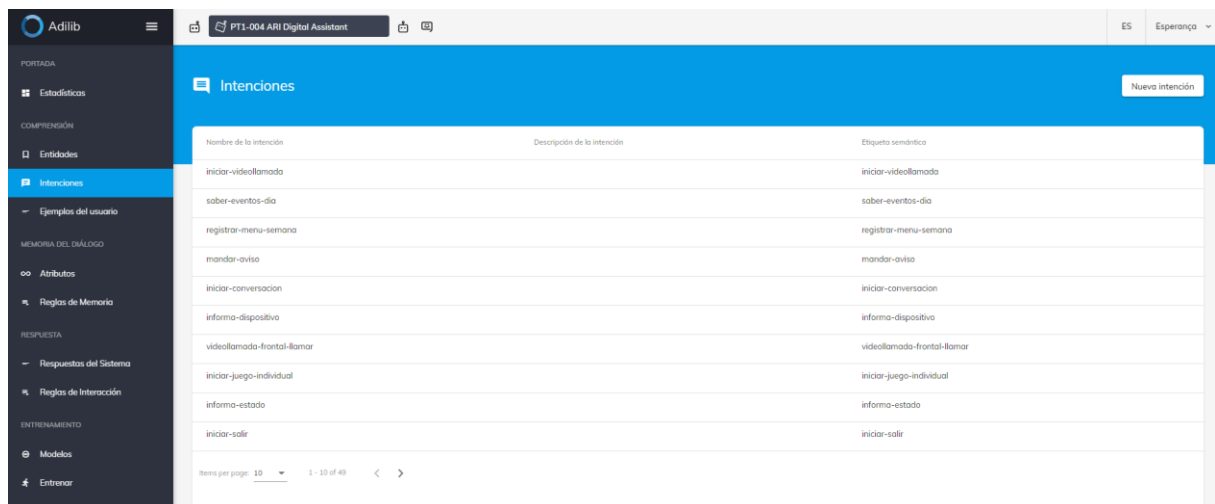 Adilib
PT1-004 ARI Digital Assistant
ES
Esperança
PORTADA
Estadísticas
COMPRENSIÓN
Entidades
Intenciones
Ejemplos del usuario
MEMORIA DEL DIÁLOGO
Atributos
Reglas de Memoria
RESPUESTA
Respuestas del Sistema
Reglas de Interacción
ENTRENAMIENTO
Modelos
Entrenar
Intenciones
Nueva intención
Nombre de la intención Descripción de la intención Etiqueta semántica
iniciar-videollamada iniciar-videollamada
saber-eventos-dia saber-eventos-dia
registrar-menu-semana registrar-menu-semana
mandar-aviso mandar-aviso
iniciar-conversacion iniciar-conversacion
informa-dispositivo informa-dispositivo
videollamada-frontal-llamar videollamada-frontal-llamar
iniciar-juego-individual iniciar-juego-individual
informa-estado informa-estado
iniciar-salir iniciar-salir
Items per page: 10 1 - 10 of 49